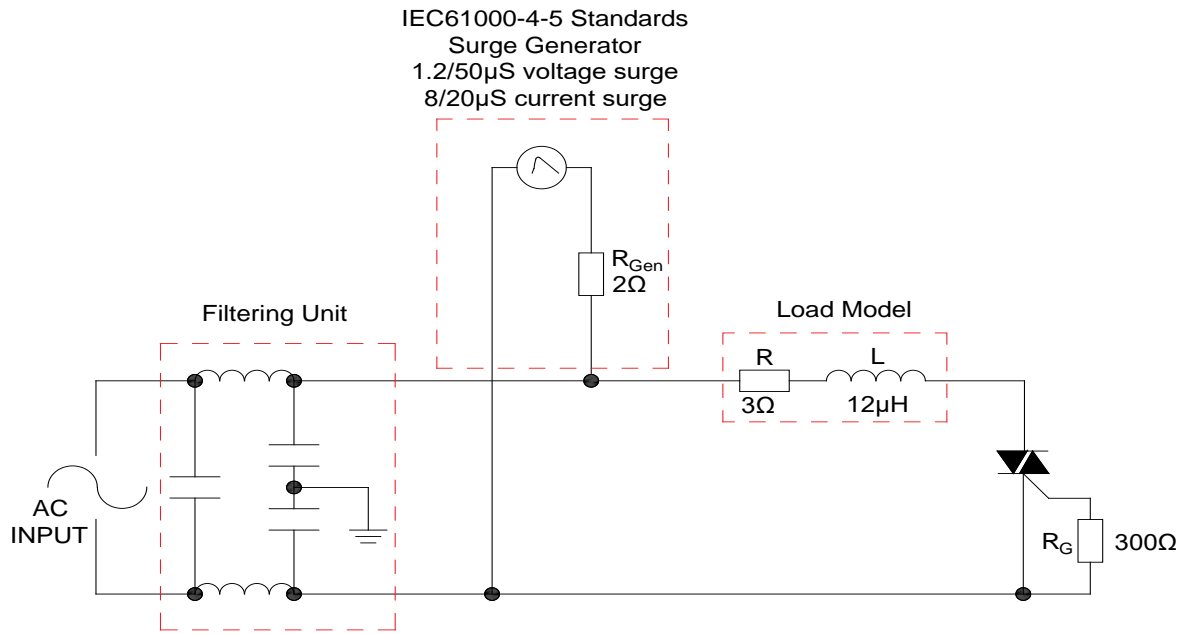 IEC61000-4-5 Standards
Surge Generator
1.2/50µS voltage surge
8/20µS current surge
RGen
2Ω
Filtering Unit
Load Model
R
L
3Ω
12µH
AC
INPUT
RG
300Ω